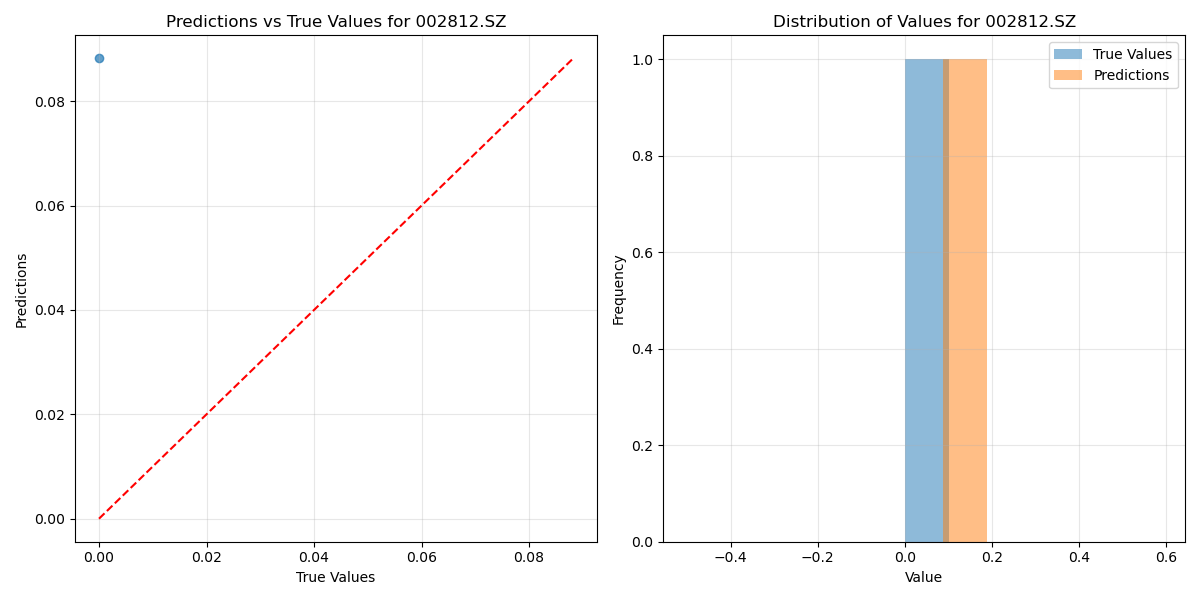 Predictions vs True Values for 002812.SZ
Predictions
0.08
0.06
0.04
0.02
0.00
0.00 0.02 0.04 0.06 0.08
True Values
Distribution of Values for 002812.SZ
True Values
Predictions
Frequency
1.0
0.8
0.6
0.4
0.2
0.0
−0.4 −0.2 0.0 0.2 0.4 0.6
Value